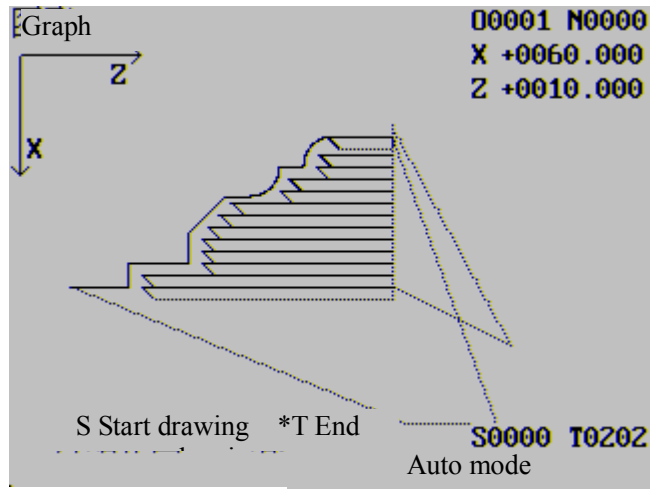 Graph
O0001 N0000
X +0060.000
Z +0010.000
Z
X
S Start drawing *T End
S0000 T0202
Auto mode